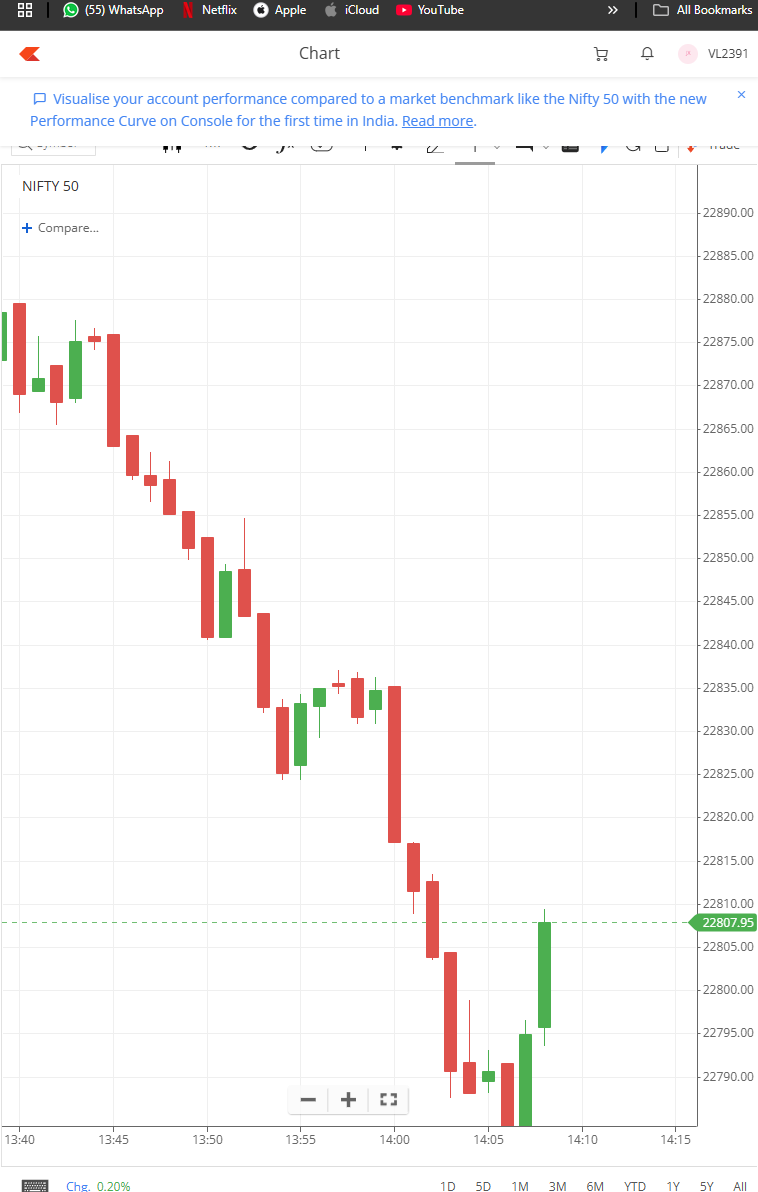 (55) WhatsApp Netflix Apple iCloud YouTube » All Bookmarks
Chart VL2391
Visualise your account performance compared to a market benchmark like the Nifty 50 with the new
Performance Curve on Console for the first time in India. Read more.
NIFTY 50
+ Compare...
22890.00
22885.00
22880.00
22875.00
22870.00
22865.00
22860.00
22855.00
22850.00
22845.00
22840.00
22835.00
22830.00
22825.00
22820.00
22815.00
22810.00
22807.95
22805.00
22800.00
22795.00
22790.00
13:40 13:45 13:50 13:55 14:00 14:05 14:10 14:15
Chg. 0.20% 1D 5D 1M 3M 6M YTD 1Y 5Y All